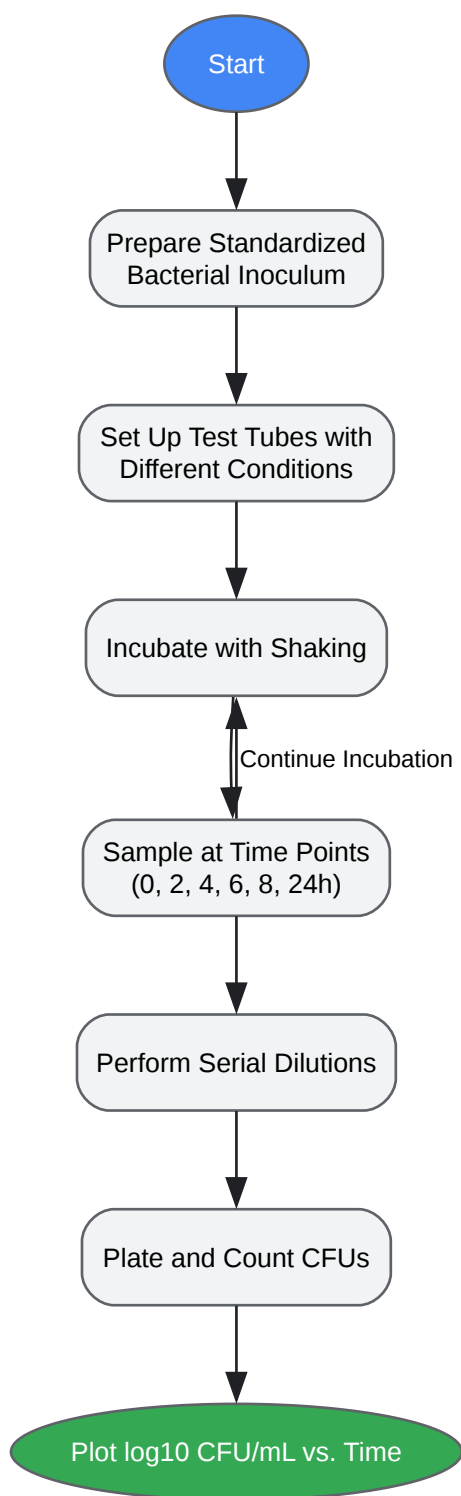 Start
Prepare Standardized
Bacterial Inoculum
Set Up Test Tubes with
Different Conditions
Incubate with Shaking
Continue Incubation
Sample at Time Points
(0, 2, 4, 6, 8, 24h)
Perform Serial Dilutions
Plate and Count CFUs
Plot log10 CFU/mL vs. Time